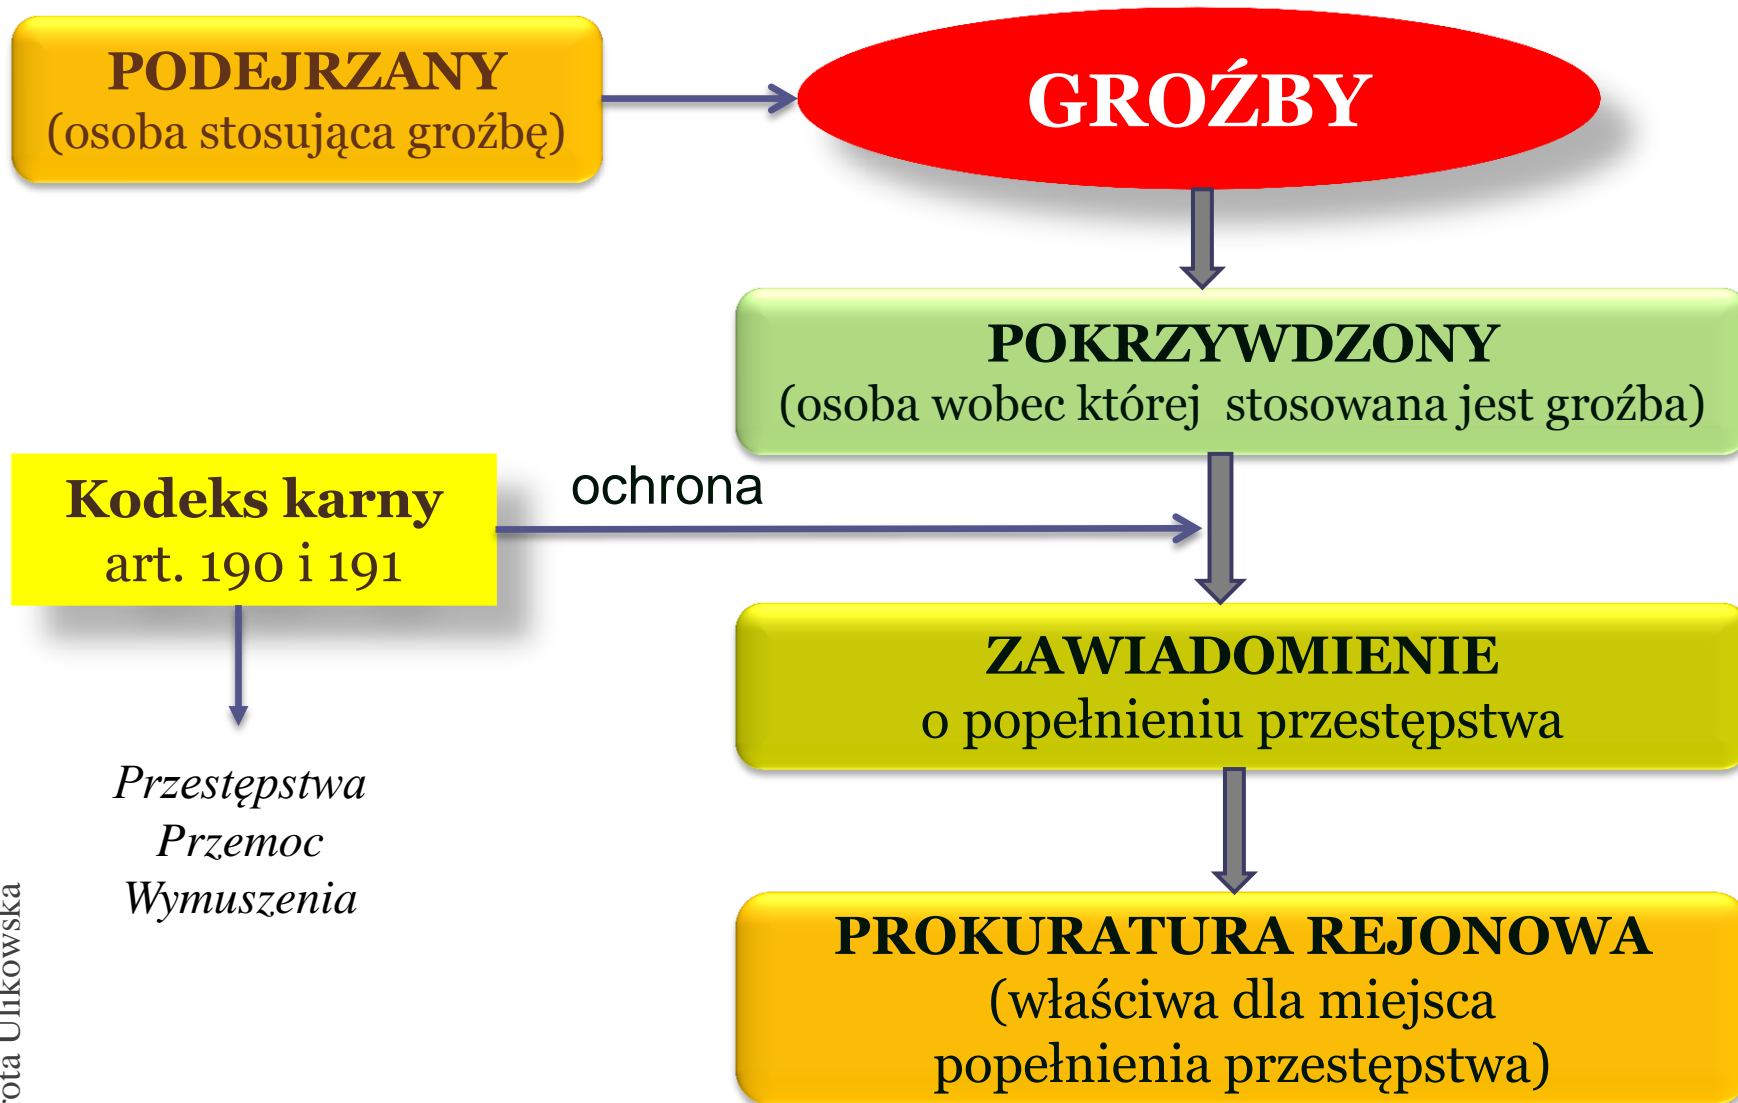 PODEJRZANY
(osoba stosująca groźbę)
GROŹBY
POKRZYWDZONY
(osoba wobec której stosowana jest groźba)
Kodeks karny
art. 190 i 191
ochrona
ZAWIADOMIENIE
o popełnieniu przestępstwa
Przestępstwa
Przemoc
Wymuszenia
PROKURATURA REJONOWA
(właściwa dla miejsca
popełnienia przestępstwa)
Ulikowska